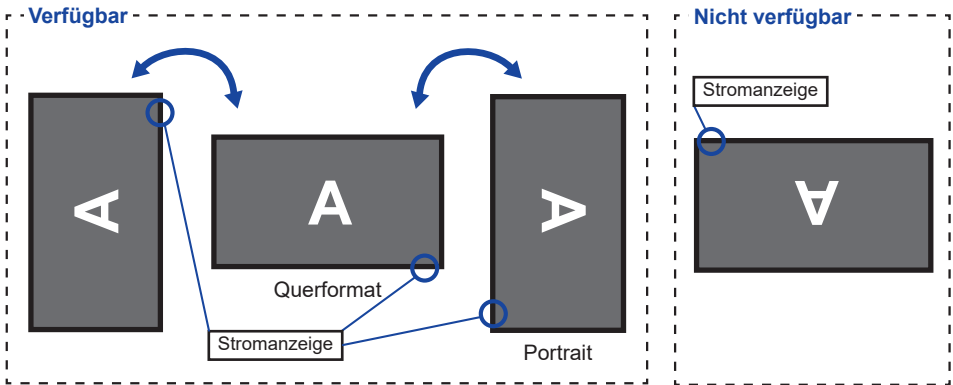 Verfügbar
Nicht verfügbar
Stromanzeige
A
A
A
A
Querformat
Stromanzeige
Portrait